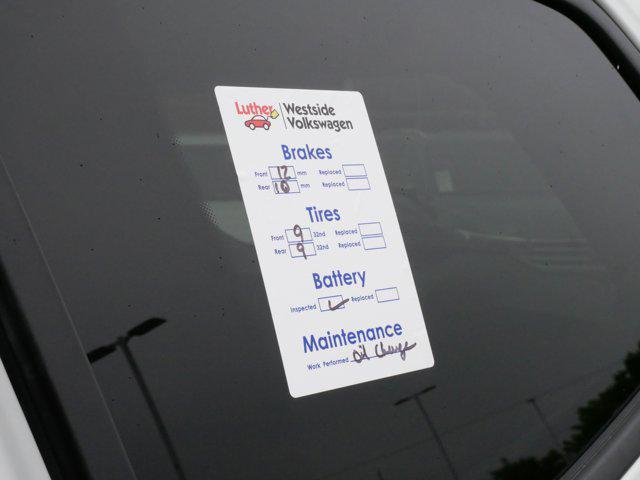 Luther Westside Volkswagen
Brakes
Front 12 mm Replaced
Rear 10 mm Replaced
Tires
Front 9 32nd Replaced
Rear 9 32nd Replaced
Battery
Inspected ✓ Replaced
Maintenance
Work Performed Oil Change